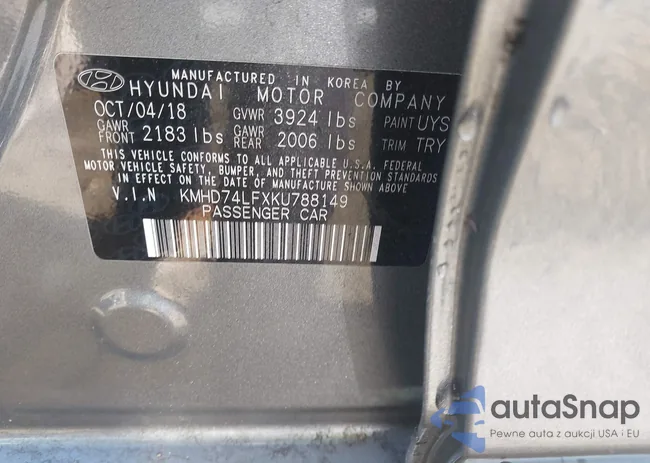 MANUFACTURED IN KOREA BY
HYUNDAI MOTOR COMPANY
OCT/04/18 GVWR 3924 lbs PAINT UYS
GAWR FRONT 2183 lbs GAWR REAR 2006 lbs TRIM TRY
THIS VEHICLE CONFORMS TO ALL APPLICABLE U.S.A. FEDERAL
MOTOR VEHICLE SAFETY, BUMPER, AND THEFT PREVENTION STANDARDS
IN EFFECT ON THE DATE OF MANUFACTURE SHOWN ABOVE.
V.I.N KMHD74LFXKU788149
PASSENGER CAR
autaSnap
Pewne auta z aukcji USA i EU